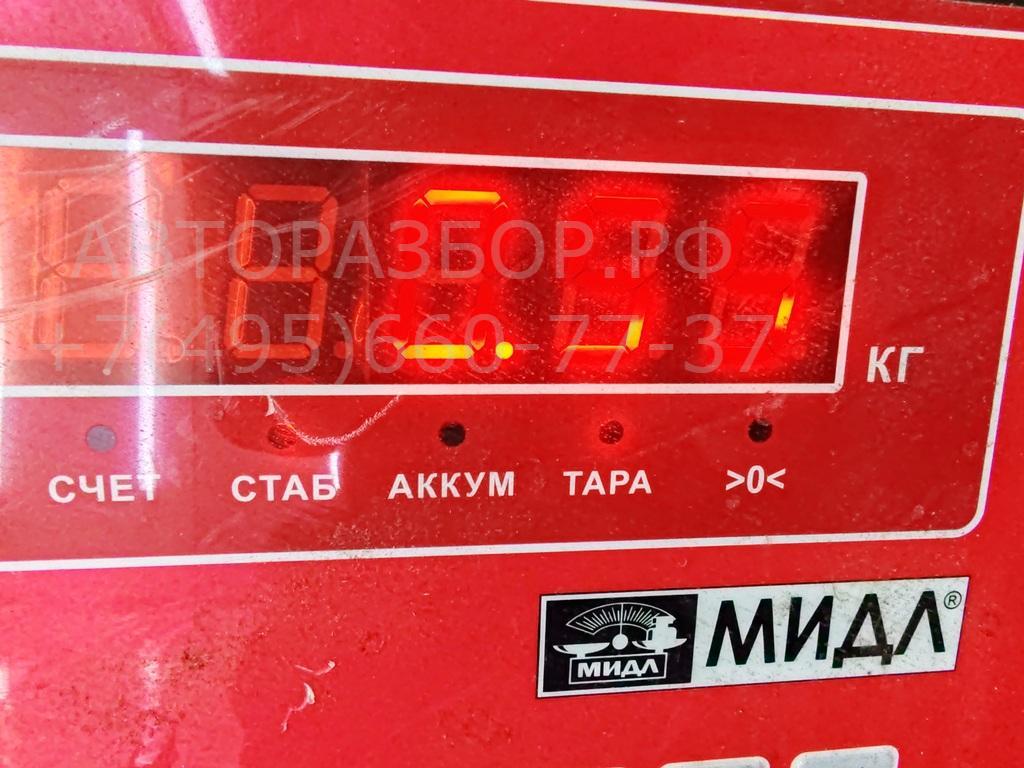 АВТОРАЗБОР.РФ
+7(495)660-77-37
КГ
СЧЕТ СТАБ АККУМ ТАРА >0<
МИДЛ МИДЛ®